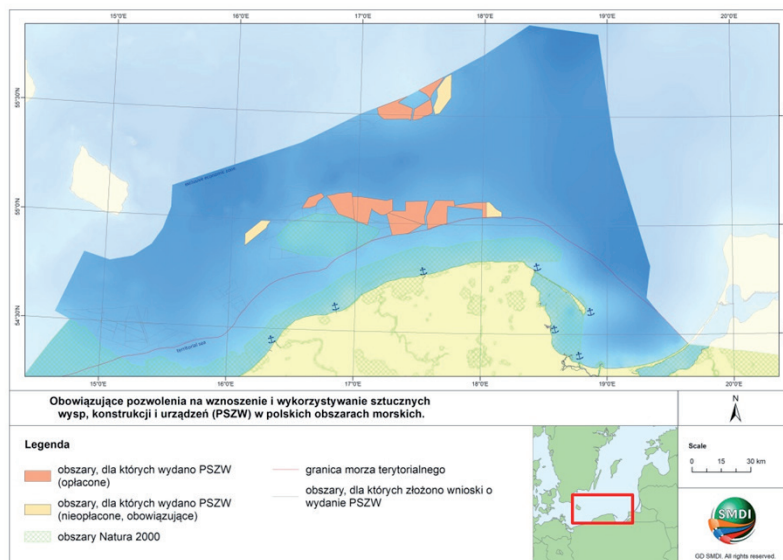 15°0'E 16°0'E 17°0'E 18°0'E 19°0'E 20°0'E
55°30'N
55°0'N
54°30'N
territorial sea
15°0'E 16°0'E 17°0'E 18°0'E 19°0'E 20°0'E
Obowiązujące pozwolenia na wznoszenie i wykorzystywanie sztucznych
wysp, konstrukcji i urządzeń (PSZW) w polskich obszarach morskich.
N
Legenda
obszary, dla których wydano PSZW
(opłacone)
obszary, dla których wydano PSZW
(nieopłacone, obowiązujące)
obszary Natura 2000
granica morza terytorialnego
obszary, dla których złożono wnioski o
wydanie PSZW
Scale
0 15 30 km
SMDI
GD SMDI. All rights reserved.